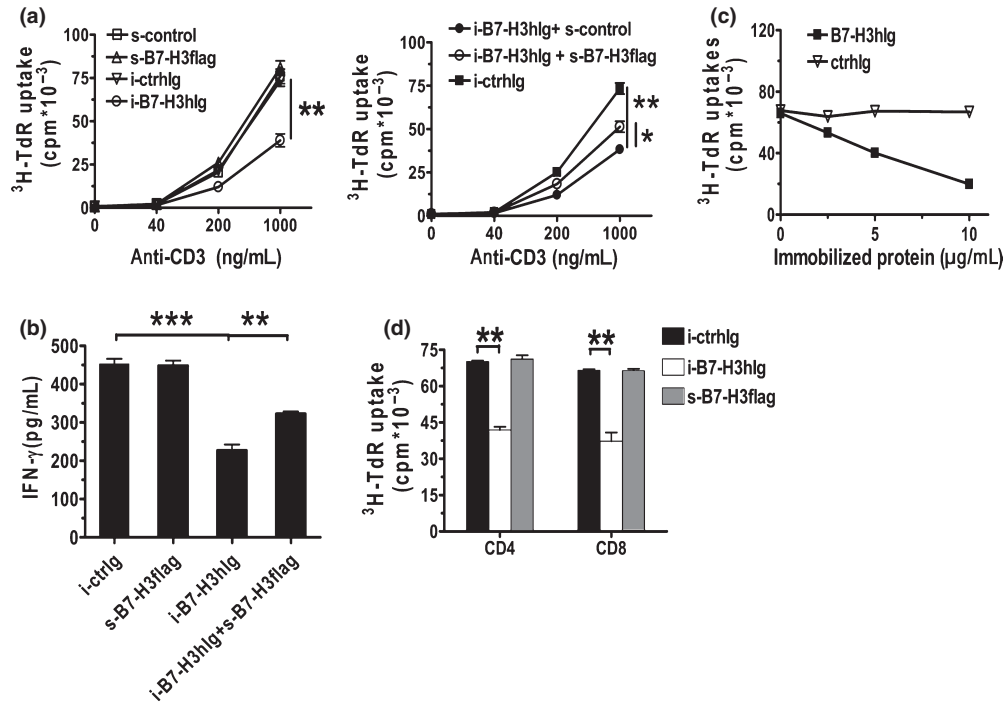 (a)
100
75
50
25
0
³H-TdR uptake
(cpm*10⁻³)
s-control
s-B7-H3flag
i-ctrhIg
i-B7-H3hIg
**
0 40 200 1000
Anti-CD3 (ng/mL)
100
75
50
25
0
³H-TdR uptake
(cpm*10⁻³)
i-B7-H3hIg+ s-control
i-B7-H3hIg + s-B7-H3flag
i-ctrhIg
**
*
0 40 200 1000
Anti-CD3 (ng/mL)
(c)
120
80
40
0
³H-TdR uptakes
(cpm*10⁻³)
B7-H3hIg
ctrhIg
0 5 10
Immobilized protein (µg/mL)
(b)
*** **
500
400
300
200
100
0
IFN-γ(pg/mL)
i-ctrIg
s-B7-H3flag
i-B7-H3hIg
i-B7-H3hIg+s-B7-H3flag
(d)
75
60
45
30
15
0
³H-TdR uptake
(cpm*10⁻³)
** **
CD4 CD8
i-ctrhIg
i-B7-H3hIg
s-B7-H3flag